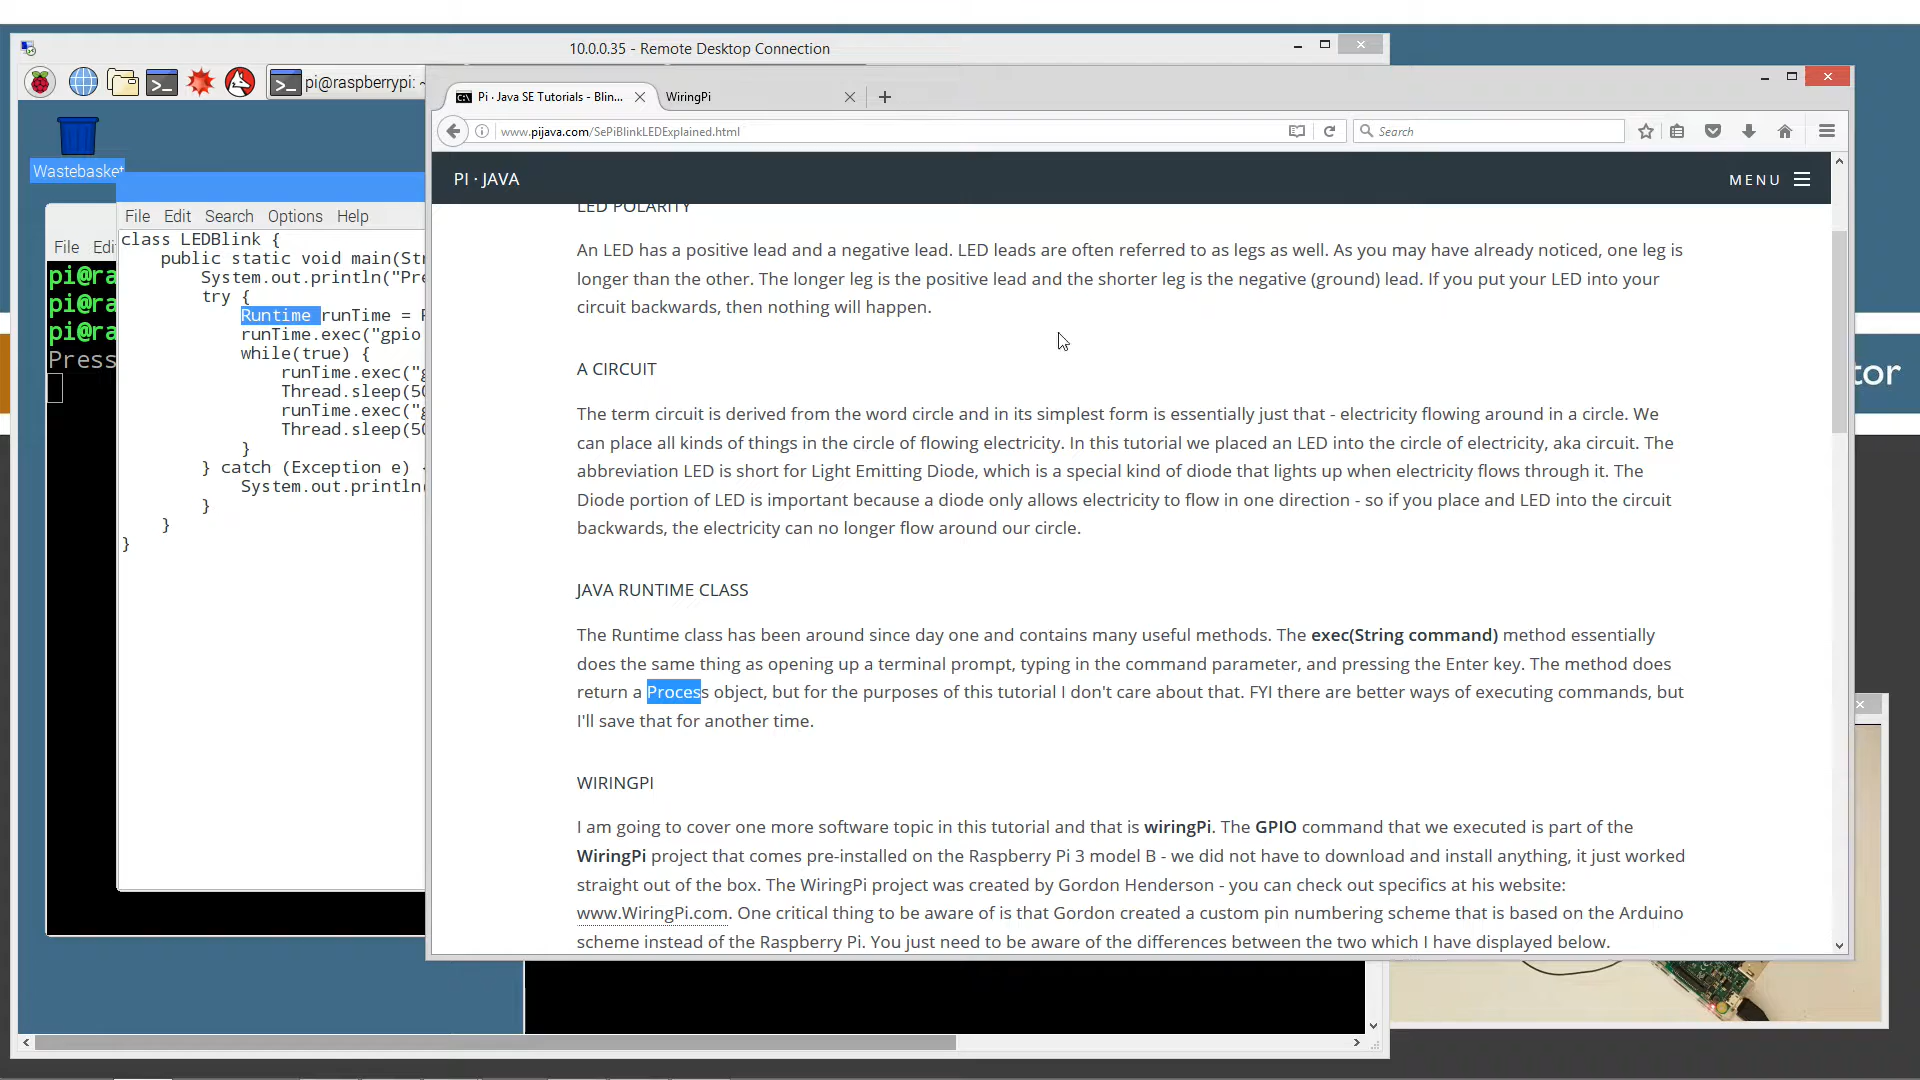 10.0.0.35 - Remote Desktop Connection
pi@raspberrypi: ~
Pi · Java SE Tutorials - Blin...
WiringPi
www.pijava.com/SePiBlinkLEDExplained.html
Search
Wastebasket
PI · JAVA
MENU
File Edit Search Options Help
File Edi
class LEDBlink {
public static void main(Str
System.out.println("Pre
try {
Runtime runTime = R
runTime.exec("gpio
while(true) {
runTime.exec("g
Thread.sleep(50
runTime.exec("g
Thread.sleep(50
}
} catch (Exception e) {
System.out.println(
}
}
}
pi@ra
pi@ra
pi@ra
Press
LED POLARITY
An LED has a positive lead and a negative lead. LED leads are often referred to as legs as well. As you may have already noticed, one leg is
longer than the other. The longer leg is the positive lead and the shorter leg is the negative (ground) lead. If you put your LED into your
circuit backwards, then nothing will happen.
A CIRCUIT
The term circuit is derived from the word circle and in its simplest form is essentially just that - electricity flowing around in a circle. We
can place all kinds of things in the circle of flowing electricity. In this tutorial we placed an LED into the circle of electricity, aka circuit. The
abbreviation LED is short for Light Emitting Diode, which is a special kind of diode that lights up when electricity flows through it. The
Diode portion of LED is important because a diode only allows electricity to flow in one direction - so if you place and LED into the circuit
backwards, the electricity can no longer flow around our circle.
JAVA RUNTIME CLASS
The Runtime class has been around since day one and contains many useful methods. The exec(String command) method essentially
does the same thing as opening up a terminal prompt, typing in the command parameter, and pressing the Enter key. The method does
return a Process object, but for the purposes of this tutorial I don't care about that. FYI there are better ways of executing commands, but
I'll save that for another time.
WIRINGPI
I am going to cover one more software topic in this tutorial and that is wiringPi. The GPIO command that we executed is part of the
WiringPi project that comes pre-installed on the Raspberry Pi 3 model B - we did not have to download and install anything, it just worked
straight out of the box. The WiringPi project was created by Gordon Henderson - you can check out specifics at his website:
www.WiringPi.com. One critical thing to be aware of is that Gordon created a custom pin numbering scheme that is based on the Arduino
scheme instead of the Raspberry Pi. You just need to be aware of the differences between the two which I have displayed below.
tor